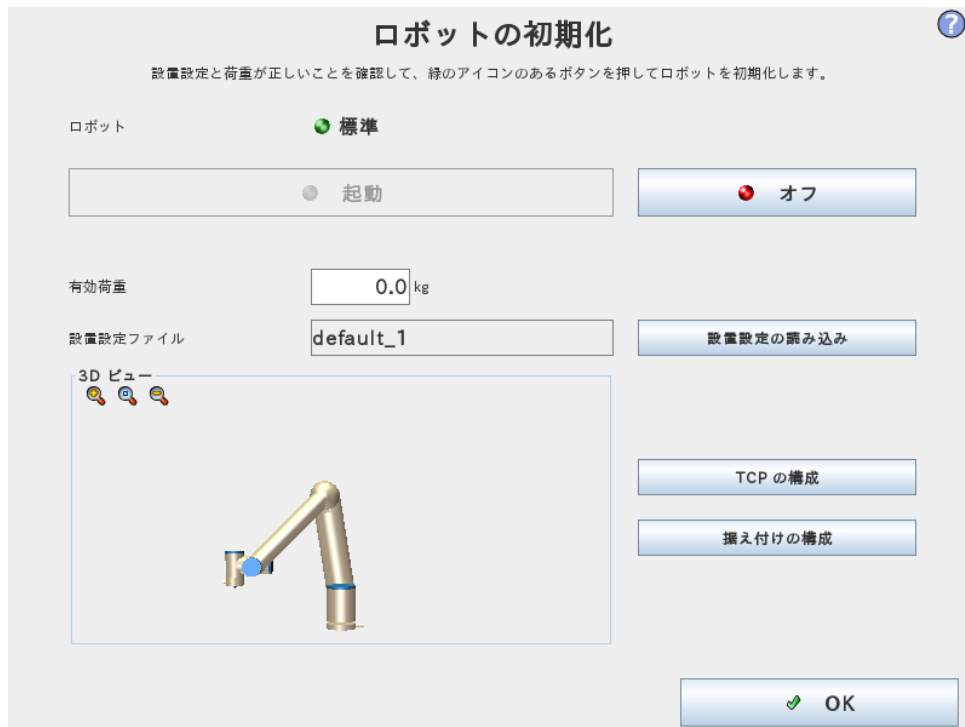 ロボットの初期化
?
設置設定と荷重が正しいことを確認して、緑のアイコンのあるボタンを押してロボットを初期化します。
ロボット 標準
起動 オフ
有効荷重 0.0 kg
設置設定ファイル default_1 設置設定の読み込み
3D ビュー
TCP の構成
据え付けの構成
OK